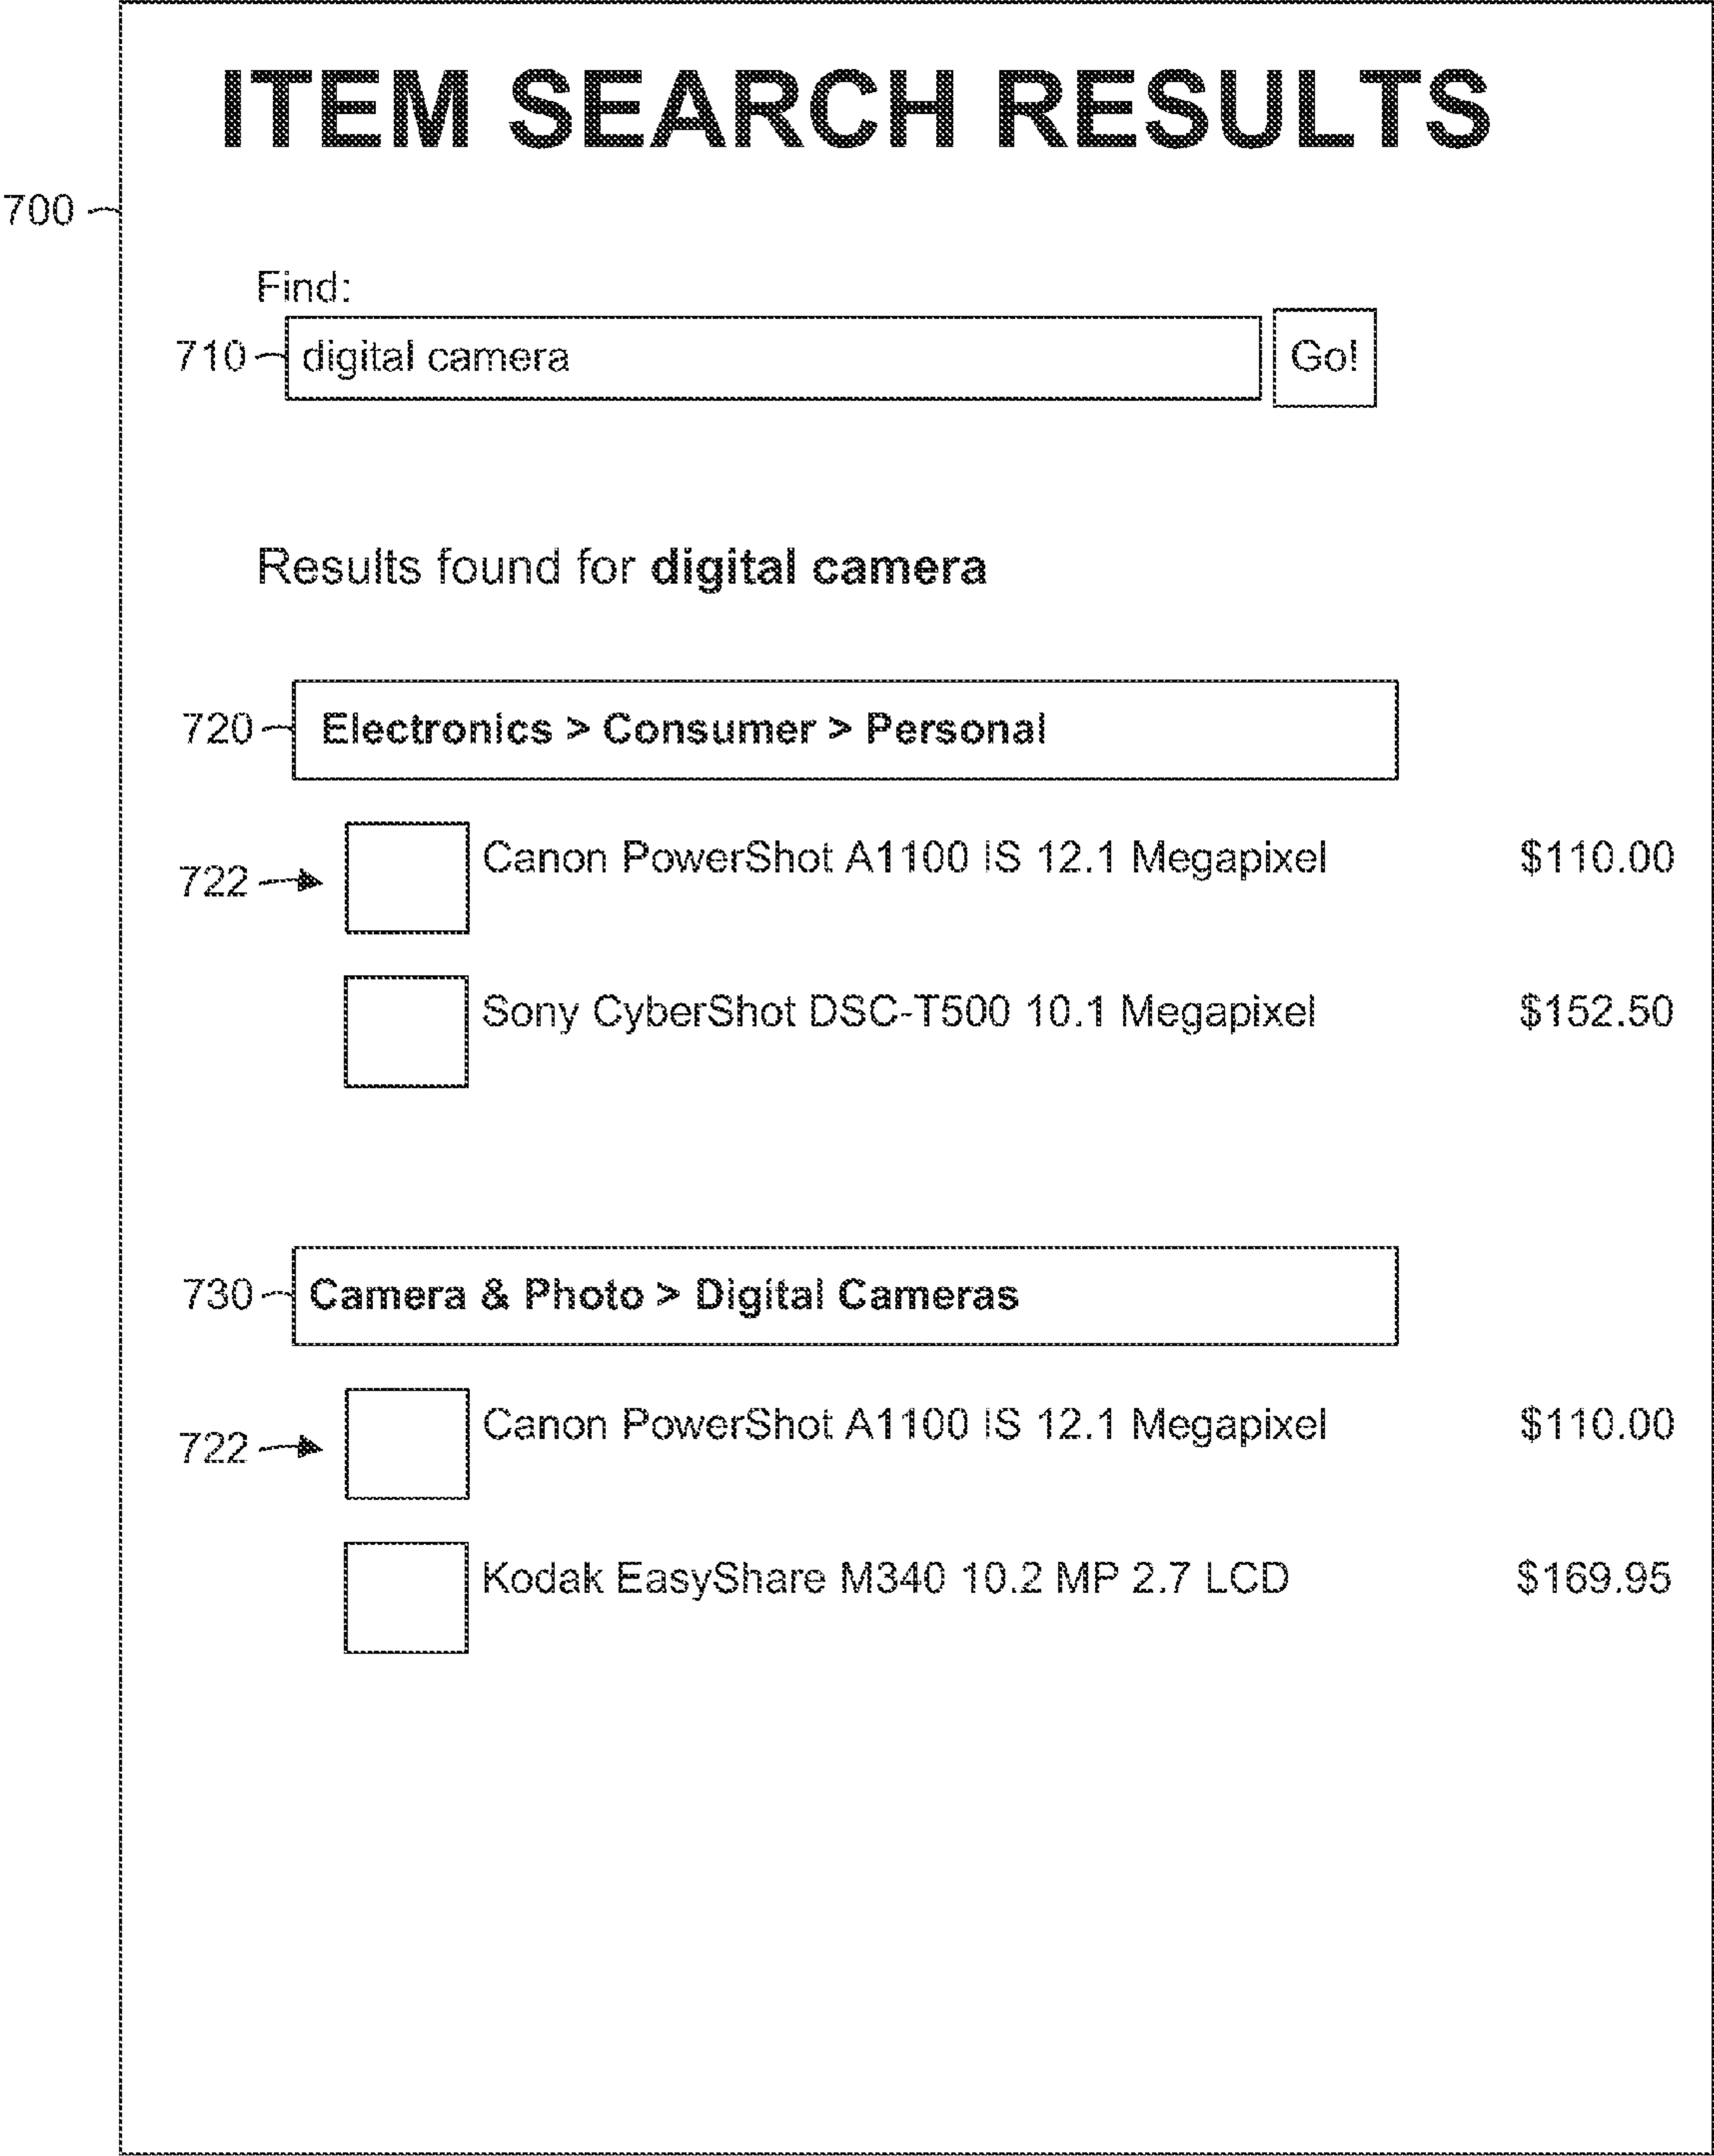 ITEM SEARCH RESULTS
700
Find:
710 digital camera Go!
Results found for digital camera
720 Electronics > Consumer > Personal
722 Canon PowerShot A1100 IS 12.1 Megapixel $110.00
Sony CyberShot DSC-T500 10.1 Megapixel $152.50
730 Camera & Photo > Digital Cameras
722 Canon PowerShot A1100 IS 12.1 Megapixel $110.00
Kodak EasyShare M340 10.2 MP 2.7 LCD $169.95